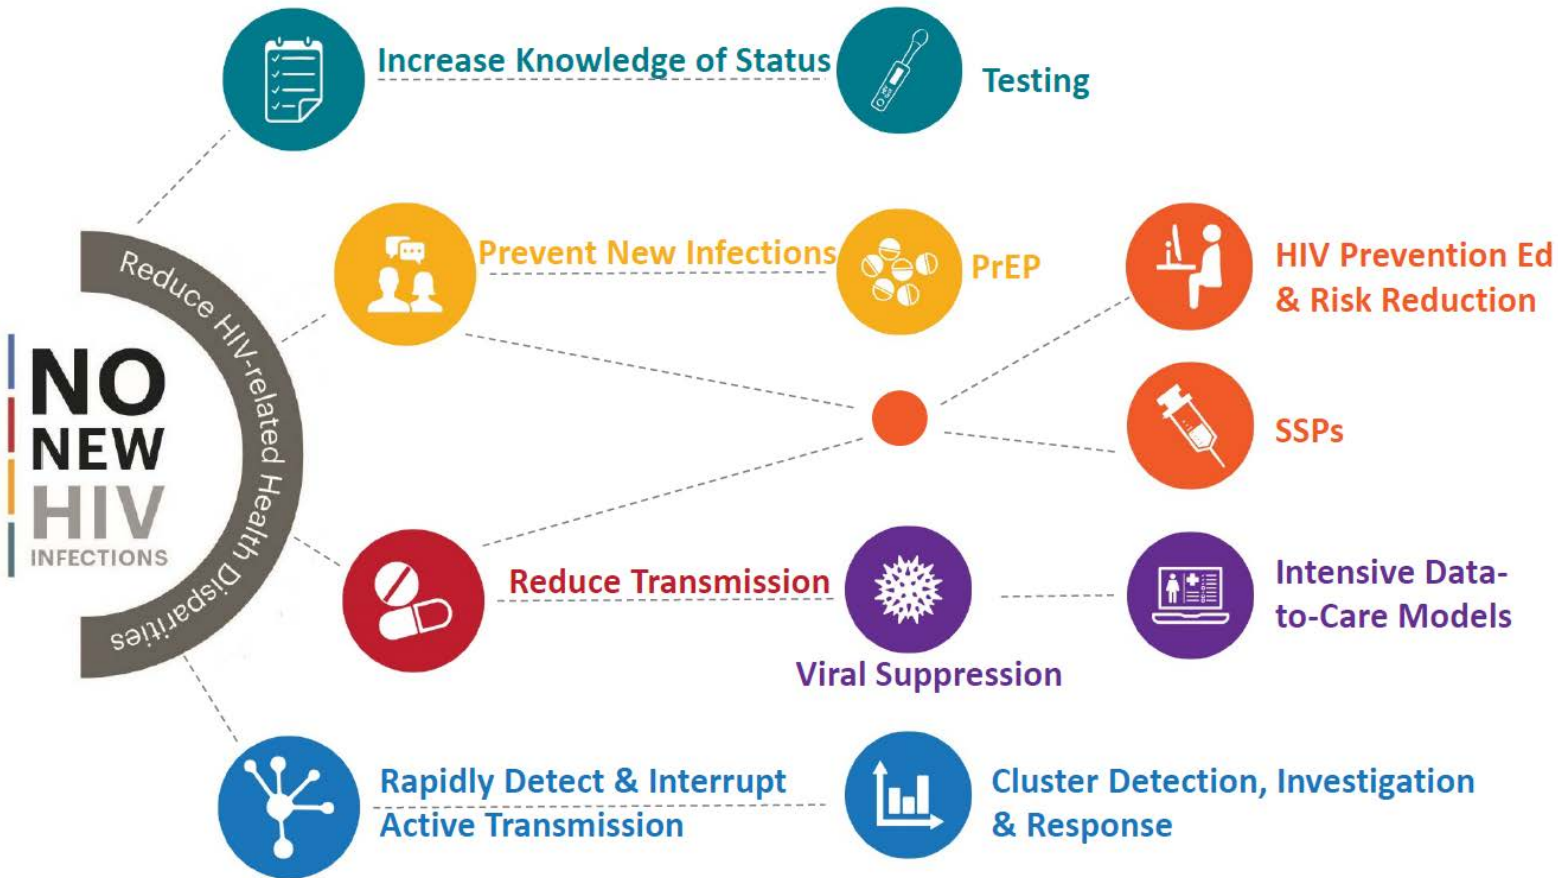 Increase Knowledge of Status
Testing
Prevent New Infections
PrEP
HIV Prevention Ed
& Risk Reduction
Reduce HIV-related Health Disparities
NO
NEW
HIV
INFECTIONS
SSPs
Reduce Transmission
Viral Suppression
Intensive Data-
to-Care Models
Rapidly Detect & Interrupt
Active Transmission
Cluster Detection, Investigation
& Response